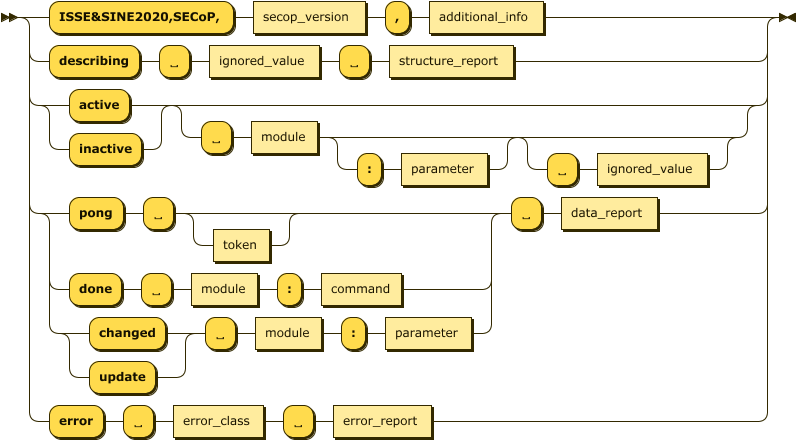 ISSE&SINE2020,SECoP, secop_version , additional_info
describing ␣ ignored_value ␣ structure_report
active
inactive ␣ module
: parameter ␣ ignored_value
pong ␣ ␣ data_report
token
done ␣ module : command
changed ␣ module : parameter
update
error ␣ error_class ␣ error_report